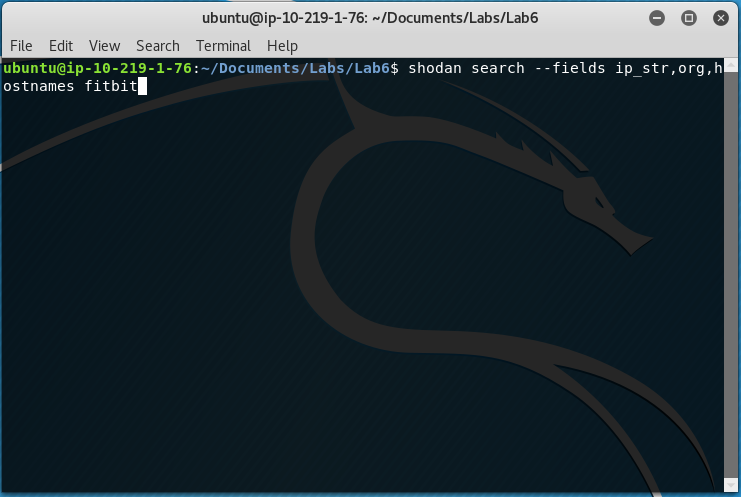 ubuntu@ip-10-219-1-76: ~/Documents/Labs/Lab6
File Edit View Search Terminal Help
ubuntu@ip-10-219-1-76:~/Documents/Labs/Lab6$ shodan search --fields ip_str,org,h
ostnames fitbit